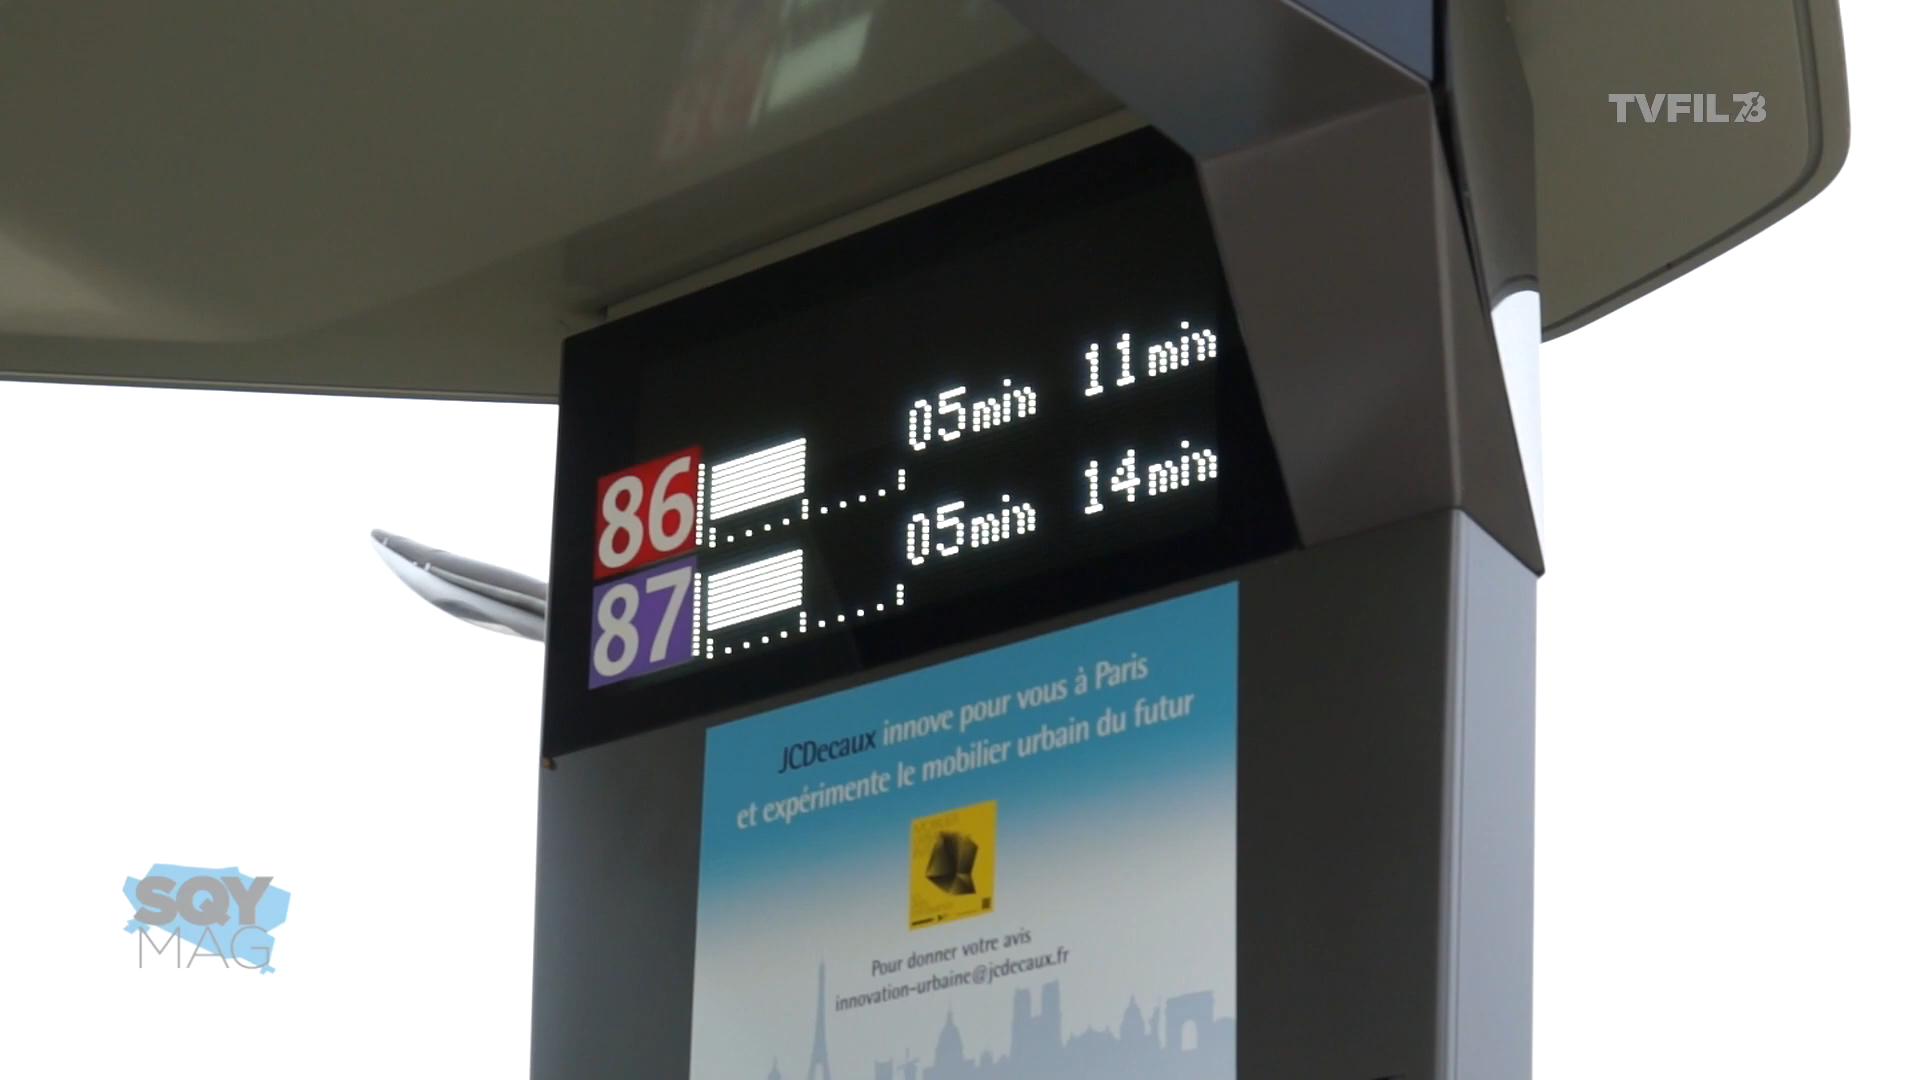 TVFIL78
86 05min 11min
87 05min 14min
JCDecaux innove pour vous à Paris
et expérimente le mobilier urbain du futur
Pour donner votre avis
innovation-urbaine@jcdecaux.fr
SQY
MAG